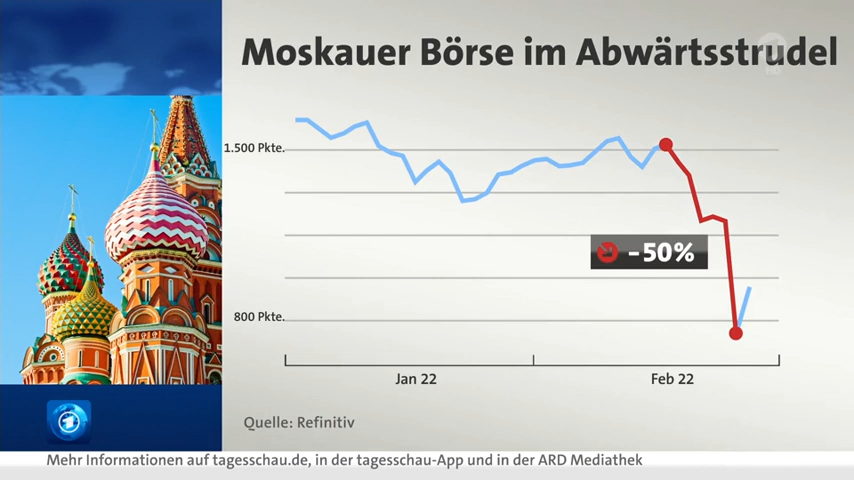 Moskauer Börse im Abwärtsstrudel
1.500 Pkte.
-50%
800 Pkte.
Jan 22
Feb 22
Quelle: Refinitiv
Mehr Informationen auf tagesschau.de, in der tagesschau-App und in der ARD Mediathek